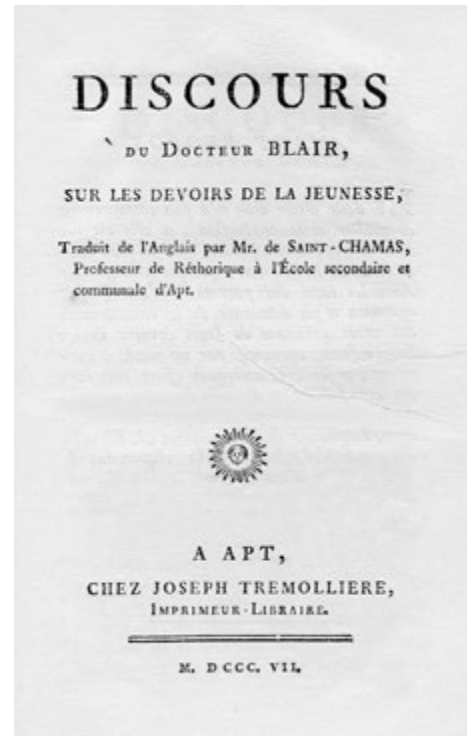 DISCOURS
DU DOCTEUR BLAIR,
SUR LES DEVOIRS DE LA JEUNESSE,
Traduit de l'Anglais par Mr. de SAINT-CHAMAS,
Professeur de Réthorique à l'École secondaire et
communale d'Apt.
A APT,
CHEZ JOSEPH TREMOLLIERE,
IMPRIMEUR-LIBRAIRE.
M. DCCC. VII.